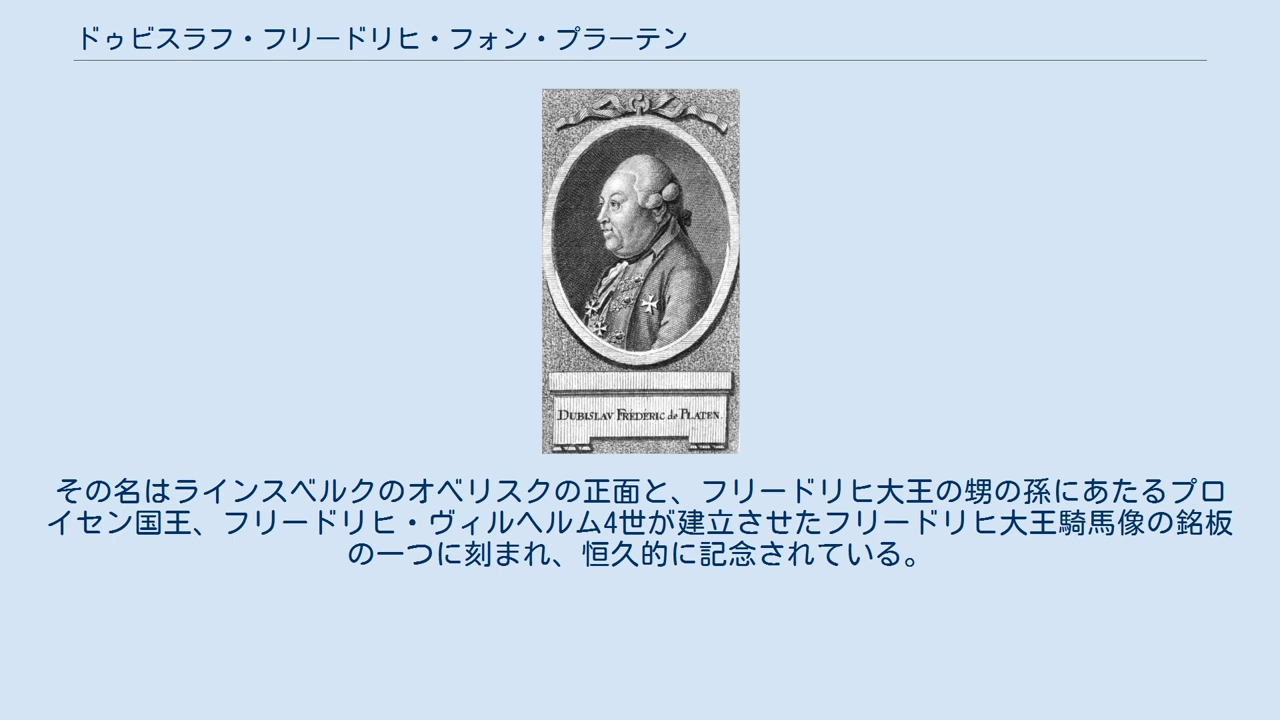 ドゥビスラフ・フリードリヒ・フォン・プラーテン
DUBISLAV FREDERIC de PLATEN.
その名はラインスベルクのオベリスクの正面と、フリードリヒ大王の甥の孫にあたるプロ
イセン国王、フリードリヒ・ヴィルヘルム4世が建立させたフリードリヒ大王騎馬像の銘板
の一つに刻まれ、恒久的に記念されている。